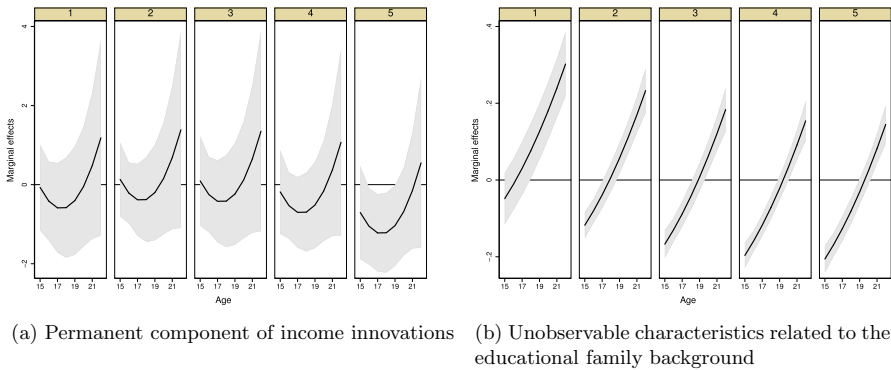 1 2 3 4 5
.4
.2
0
-.2
Marginal effects
15 17 19 21 15 17 19 21 15 17 19 21 15 17 19 21 15 17 19 21
Age
(a) Permanent component of income innovations
1 2 3 4 5
.4
.2
0
-.2
Marginal effects
15 17 19 21 15 17 19 21 15 17 19 21 15 17 19 21 15 17 19 21
Age
(b) Unobservable characteristics related to the
educational family background